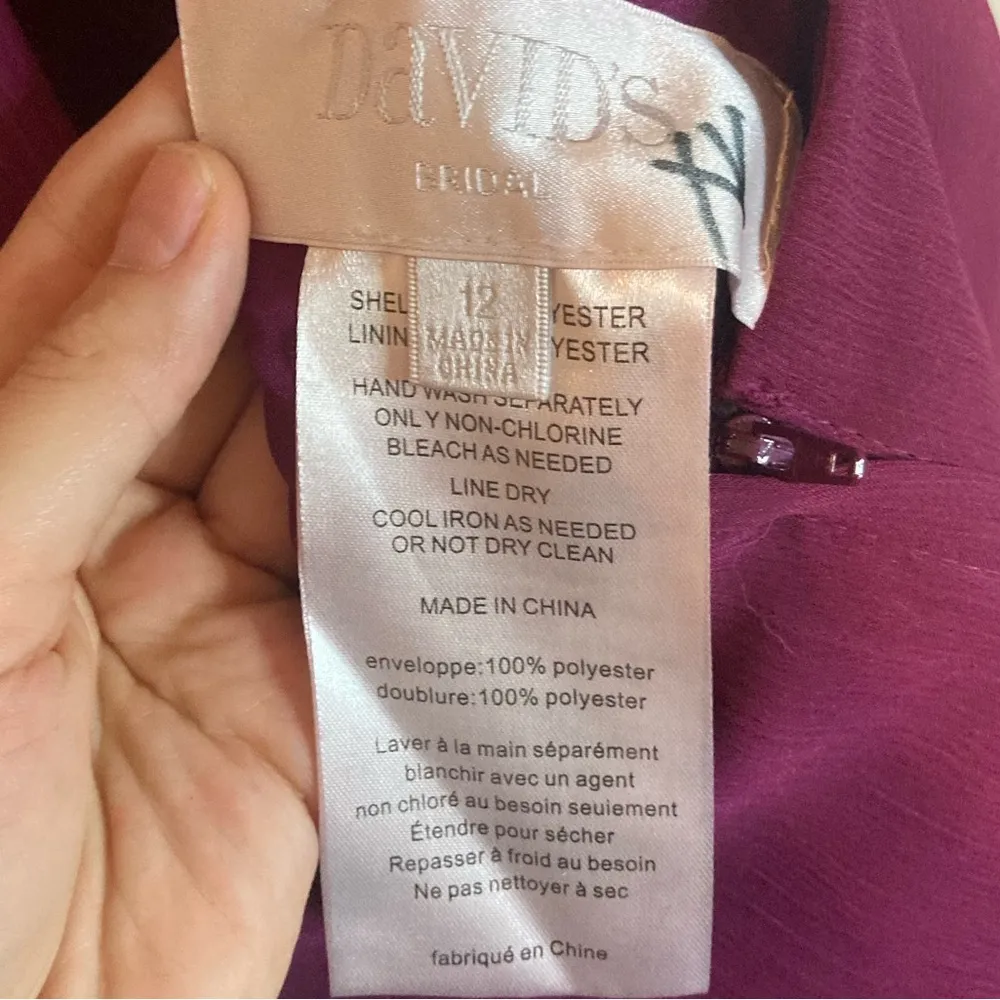 DAVID's
BRIDAL
12
MADE IN
CHINA
SHEL YESTER
LININ YESTER
HAND WASH SEPARATELY
ONLY NON-CHLORINE
BLEACH AS NEEDED
LINE DRY
COOL IRON AS NEEDED
OR NOT DRY CLEAN
MADE IN CHINA
enveloppe:100% polyester
doublure:100% polyester
Laver à la main séparément
blanchir avec un agent
non chloré au besoin seulement
Étendre pour sécher
Repasser à froid au besoin
Ne pas nettoyer à sec
fabriqué en Chine